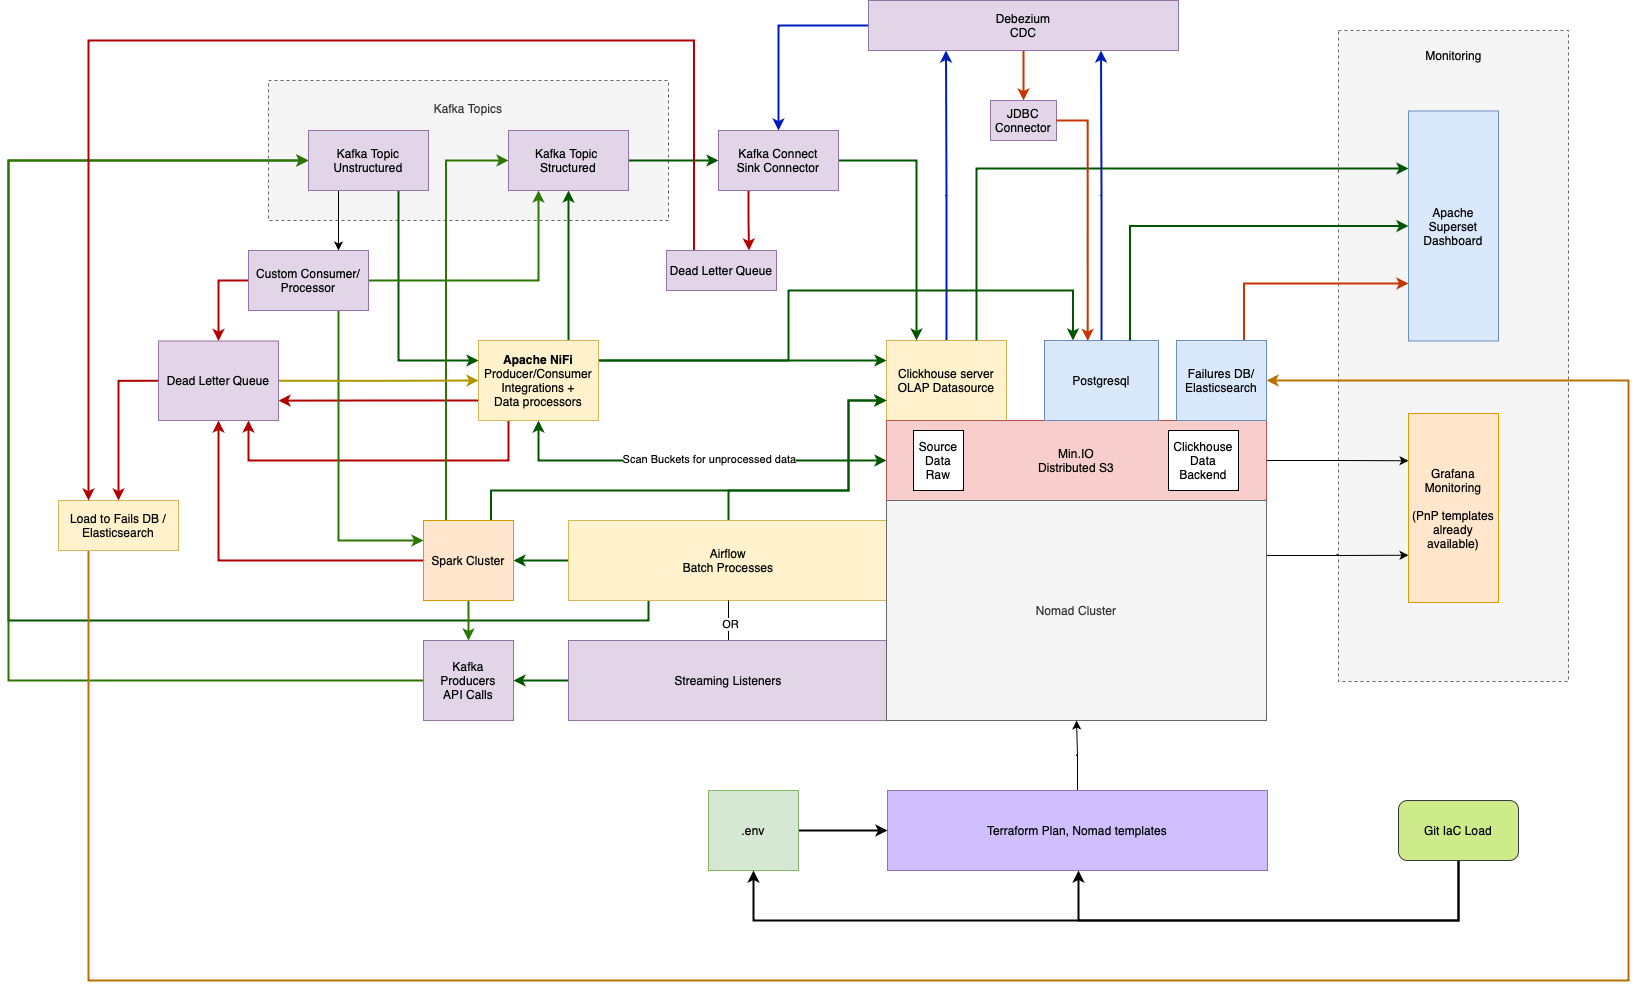 Debezium
CDC
Monitoring
Kafka Topics
JDBC
Connector
Kafka Topic
Unstructured
Kafka Topic
Structured
Kafka Connect
Sink Connector
Apache
Superset
Dashboard
Custom Consumer/
Processor
Dead Letter Queue
Dead Letter Queue
Apache NiFi
Producer/Consumer
Integrations +
Data processors
Clickhouse server
OLAP Datasource
Postgresql
Failures DB/
Elasticsearch
Scan Buckets for unprocessed data
Source
Data
Raw
Min.IO
Distributed S3
Clickhouse
Data
Backend
Grafana
Monitoring
(PnP templates
already
available)
Load to Fails DB /
Elasticsearch
Spark Cluster
Airflow
Batch Processes
OR
Nomad Cluster
Kafka
Producers
API Calls
Streaming Listeners
.env
Terraform Plan, Nomad templates
Git IaC Load